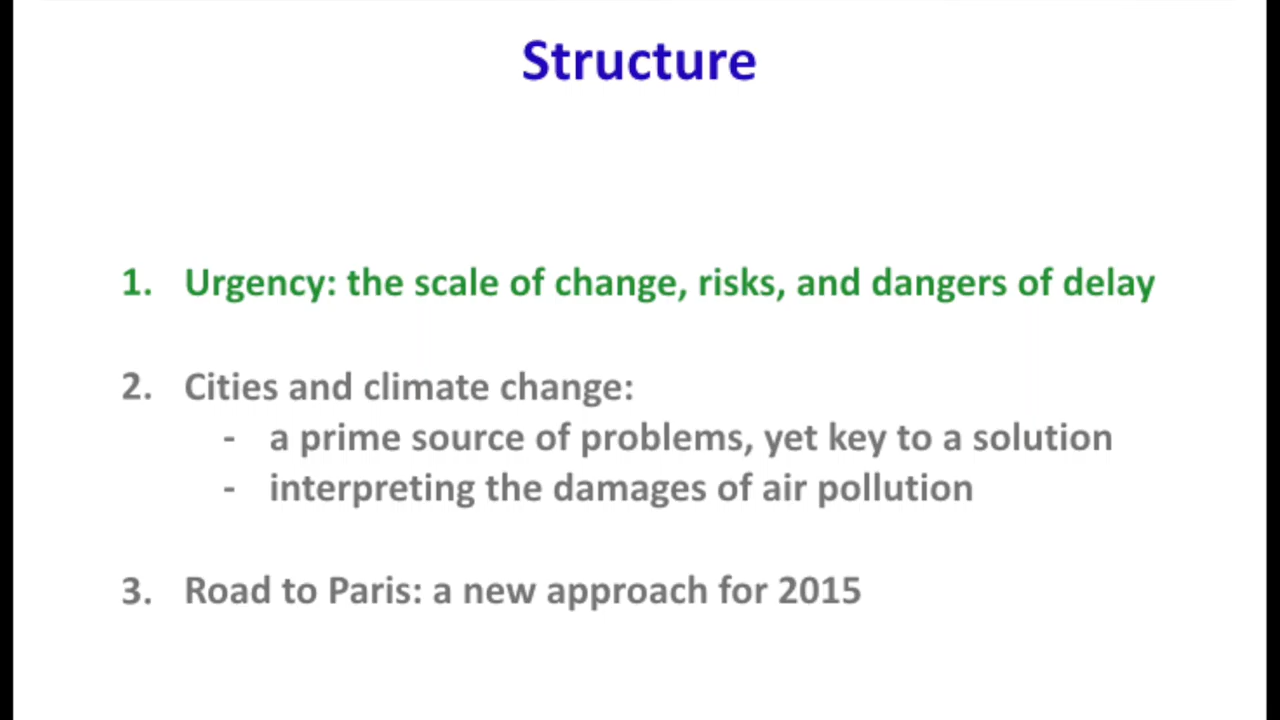 Structure
1. Urgency: the scale of change, risks, and dangers of delay
2. Cities and climate change:
- a prime source of problems, yet key to a solution
- interpreting the damages of air pollution
3. Road to Paris: a new approach for 2015